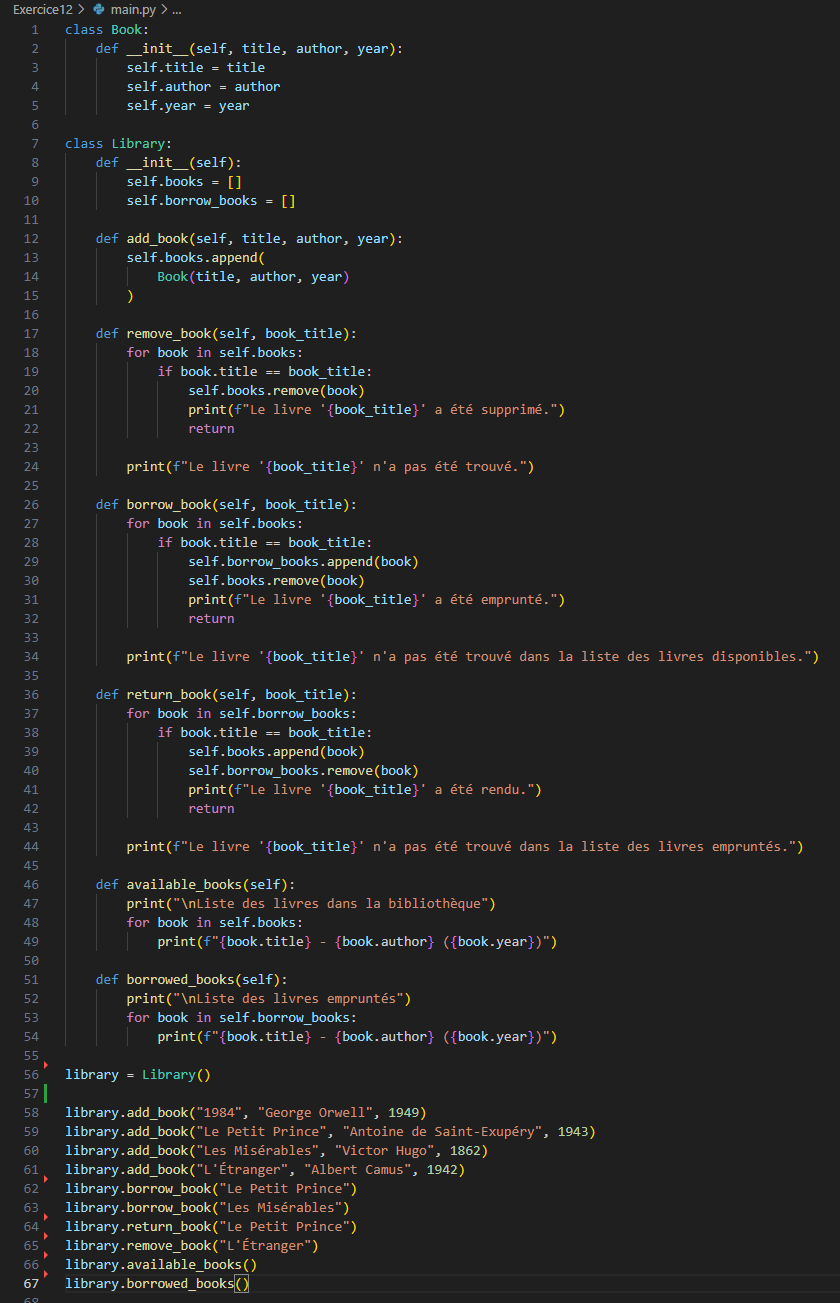 Exercice12 > main.py > ...
1 class Book:
2     def __init__(self, title, author, year):
3         self.title = title
4         self.author = author
5         self.year = year
6
7 class Library:
8     def __init__(self):
9         self.books = []
10         self.borrow_books = []
11
12     def add_book(self, title, author, year):
13         self.books.append(
14             Book(title, author, year)
15         )
16
17     def remove_book(self, book_title):
18         for book in self.books:
19             if book.title == book_title:
20                 self.books.remove(book)
21                 print(f"Le livre '{book_title}' a été supprimé.")
22                 return
23
24         print(f"Le livre '{book_title}' n'a pas été trouvé.")
25
26     def borrow_book(self, book_title):
27         for book in self.books:
28             if book.title == book_title:
29                 self.borrow_books.append(book)
30                 self.books.remove(book)
31                 print(f"Le livre '{book_title}' a été emprunté.")
32                 return
33
34         print(f"Le livre '{book_title}' n'a pas été trouvé dans la liste des livres disponibles.")
35
36     def return_book(self, book_title):
37         for book in self.borrow_books:
38             if book.title == book_title:
39                 self.books.append(book)
40                 self.borrow_books.remove(book)
41                 print(f"Le livre '{book_title}' a été rendu.")
42                 return
43
44         print(f"Le livre '{book_title}' n'a pas été trouvé dans la liste des livres empruntés.")
45
46     def available_books(self):
47         print("\nListe des livres dans la bibliothèque")
48         for book in self.books:
49             print(f"{book.title} - {book.author} ({book.year})")
50
51     def borrowed_books(self):
52         print("\nListe des livres empruntés")
53         for book in self.borrow_books:
54             print(f"{book.title} - {book.author} ({book.year})")
55
56 library = Library()
57
58 library.add_book("1984", "George Orwell", 1949)
59 library.add_book("Le Petit Prince", "Antoine de Saint-Exupéry", 1943)
60 library.add_book("Les Misérables", "Victor Hugo", 1862)
61 library.add_book("L'Étranger", "Albert Camus", 1942)
62 library.borrow_book("Le Petit Prince")
63 library.borrow_book("Les Misérables")
64 library.return_book("Le Petit Prince")
65 library.remove_book("L'Étranger")
66 library.available_books()
67 library.borrowed_books()
68